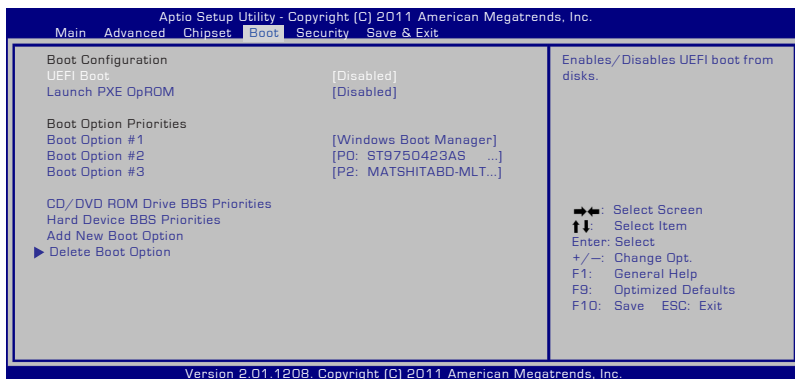 Aptio Setup Utility - Copyright (C) 2011 American Megatrends, Inc.
Main Advanced Chipset Boot Security Save & Exit
Boot Configuration
UEFI Boot [Disabled]
Launch PXE OpROM [Disabled]
Boot Option Priorities
Boot Option #1 [Windows Boot Manager]
Boot Option #2 [P0: ST9750423AS ...]
Boot Option #3 [P2: MATSHITABD-MLT...]
CD/DVD ROM Drive BBS Priorities
Hard Device BBS Priorities
Add New Boot Option
Delete Boot Option
Enables/Disables UEFI boot from
disks.
→←: Select Screen
↑↓: Select Item
Enter: Select
+/—: Change Opt.
F1: General Help
F9: Optimized Defaults
F10: Save ESC: Exit
Version 2.01.1208. Copyright (C) 2011 American Megatrends, Inc.